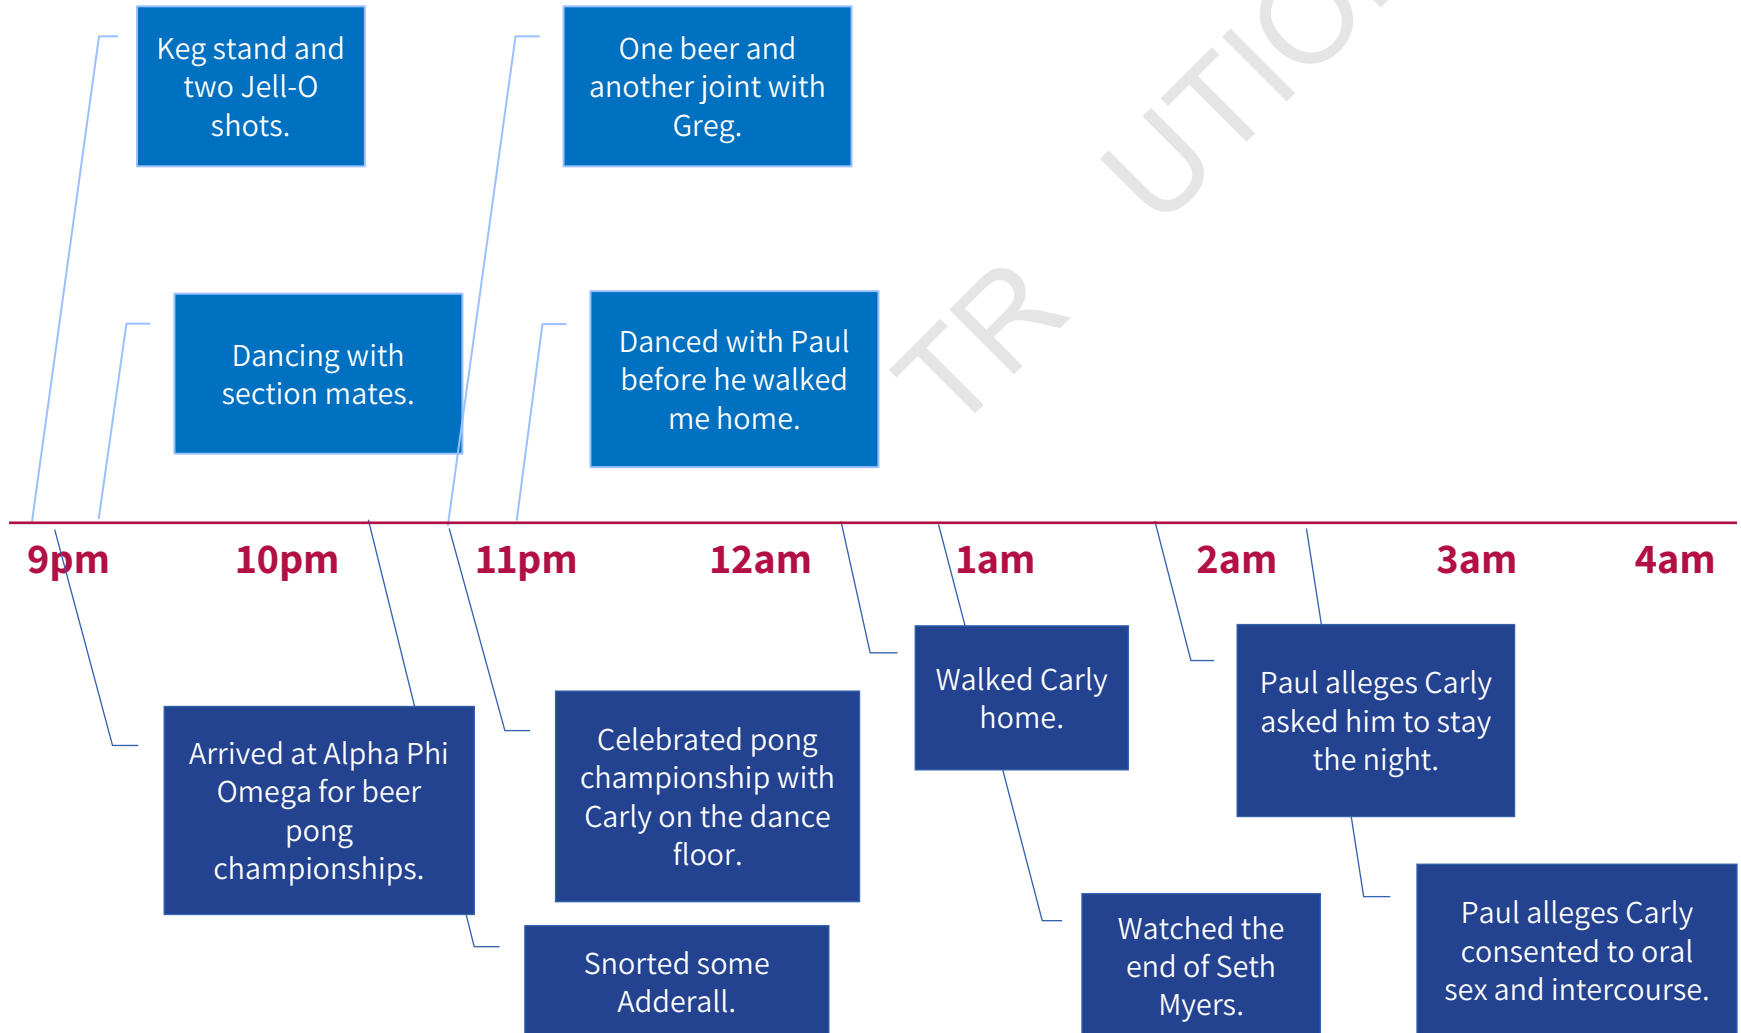 Keg stand and
two Jell-O
shots.
One beer and
another joint with
Greg.
Dancing with
section mates.
Danced with Paul
before he walked
me home.
9pm
10pm
11pm
12am
1am
2am
3am
4am
Arrived at Alpha Phi
Omega for beer
pong
championships.
Celebrated pong
championship with
Carly on the dance
floor.
Snorted some
Adderall.
Walked Carly
home.
Watched the
end of Seth
Myers.
Paul alleges Carly
asked him to stay
the night.
Paul alleges Carly
consented to oral
sex and intercourse.
TR UTIO